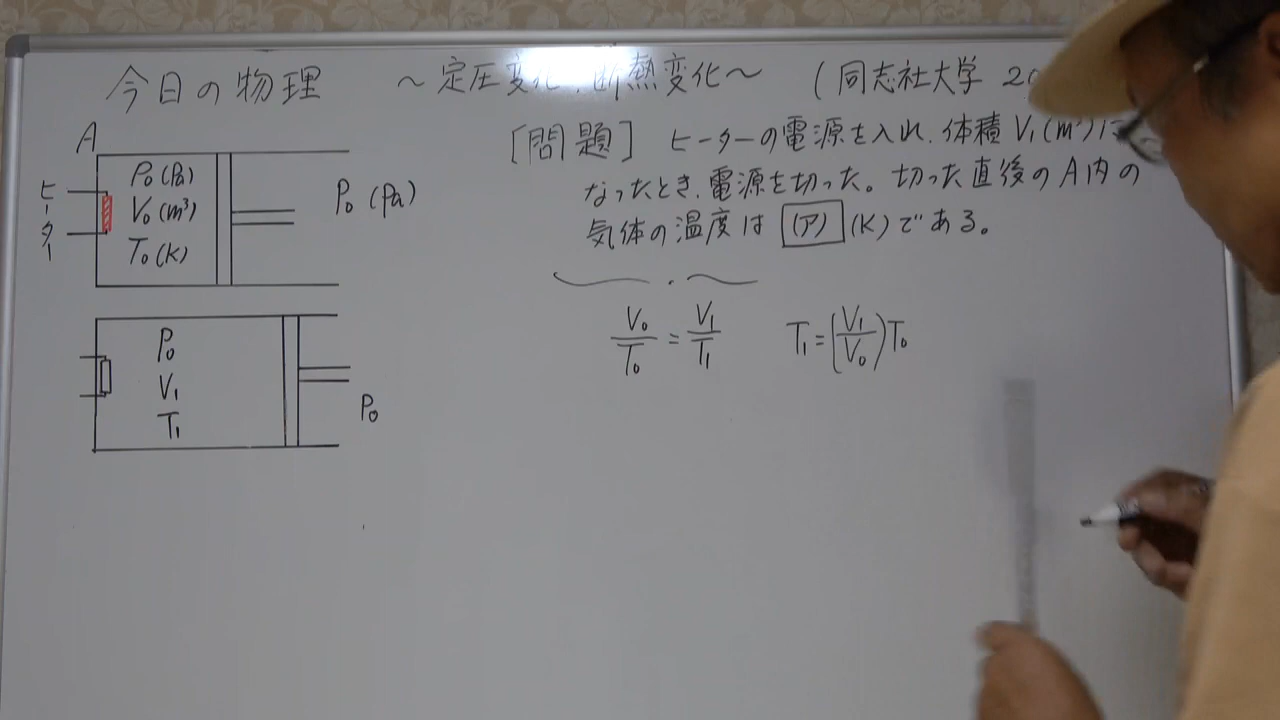 今日の物理 ～定圧変化、断熱変化～ (同志社大学 20
A
ヒーター
P₀(Pa)
V₀(m³)
T₀(K)
P₀(Pa)
[問題] ヒーターの電源を入れ、体積 V₁(m³)に
なったとき、電源を切った。切った直後のA内の
気体の温度は (ア) (K)である。
V₀/T₀ = V₁/T₁ T₁=(V₁/V₀)T₀
P₀
V₁
T₁
P₀